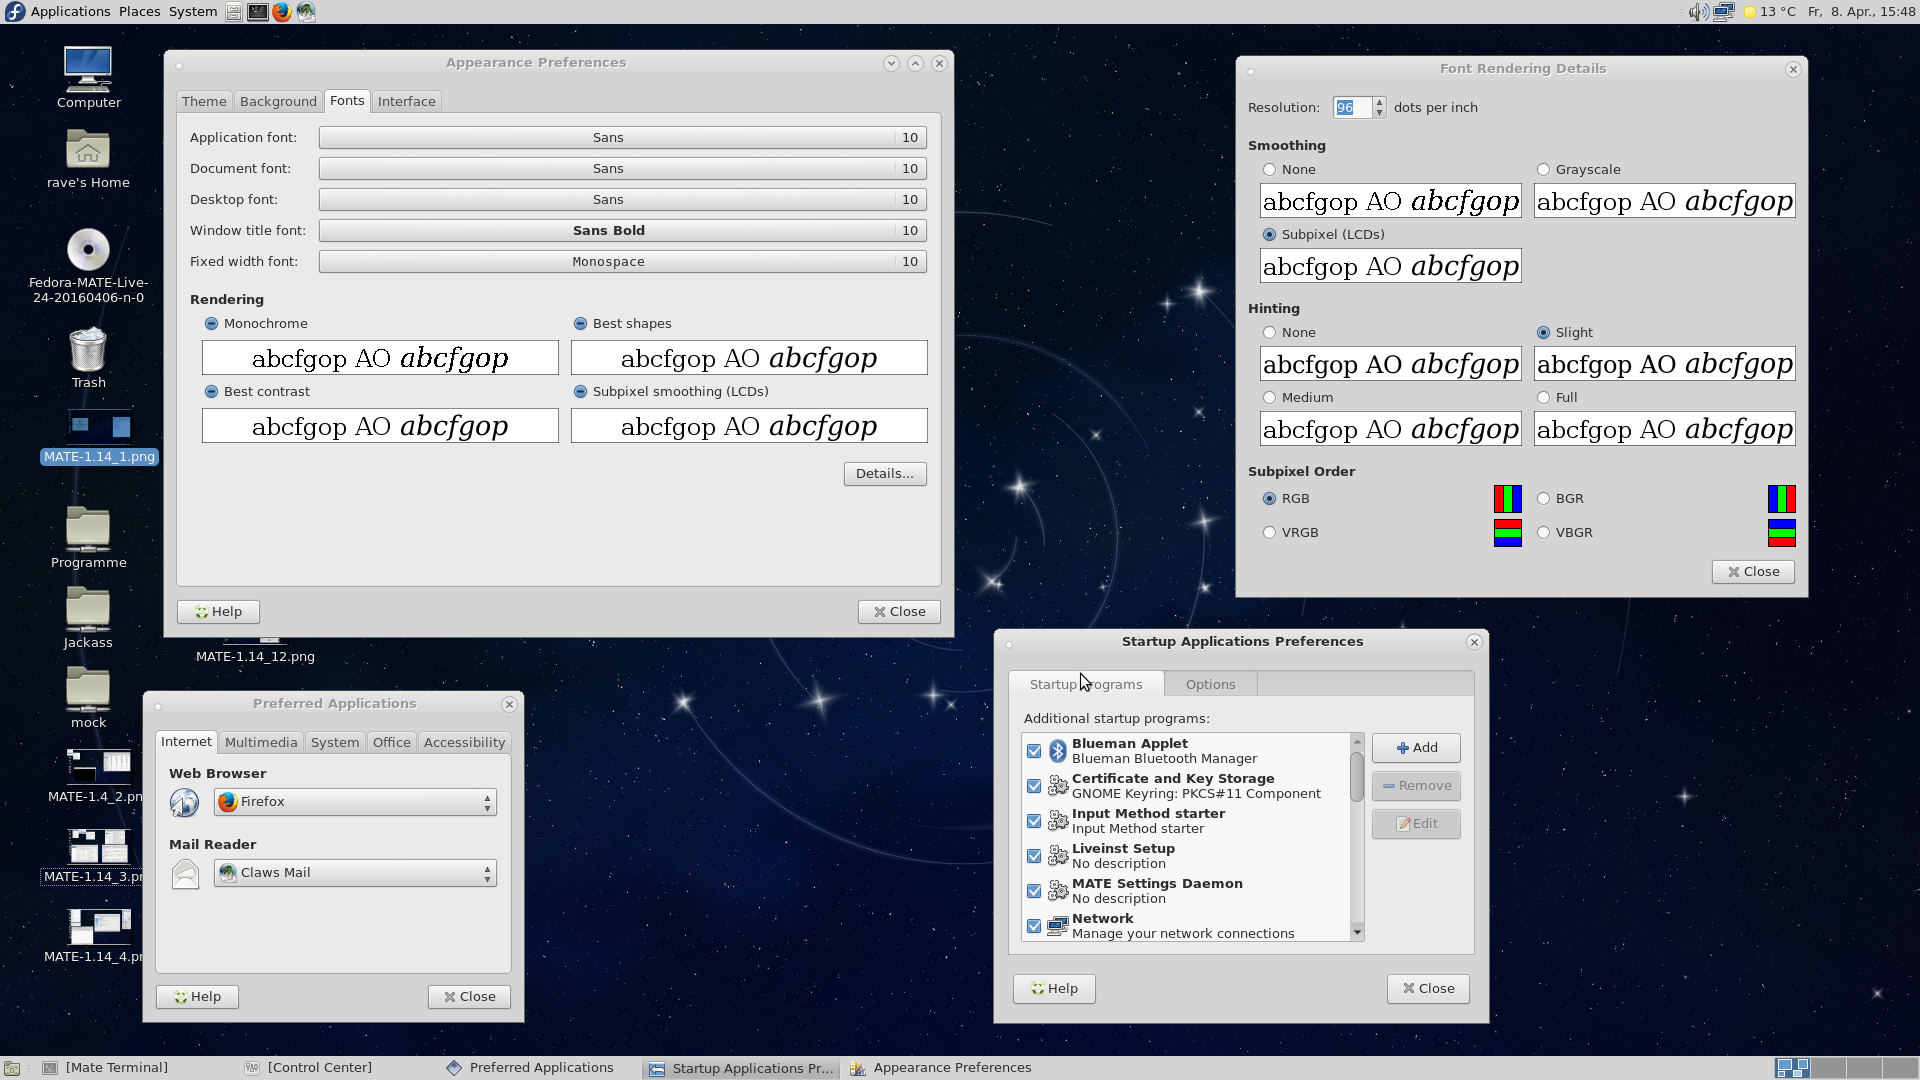 Applications Places System
13 °C Fr, 8. Apr., 15:48
Computer
rave's Home
Fedora-MATE-Live-
24-20160406-n-0
Trash
MATE-1.14_1.png
Programme
Jackass
mock
MATE-1.4_2.pn
MATE-1.14_3.pr
MATE-1.14_4.pr
MATE-1.14_12.png
Appearance Preferences
Theme Background Fonts Interface
Application font: Sans 10
Document font: Sans 10
Desktop font: Sans 10
Window title font: Sans Bold 10
Fixed width font: Monospace 10
Rendering
Monochrome Best shapes
abcfgop AO abcfgop abcfgop AO abcfgop
Best contrast Subpixel smoothing (LCDs)
abcfgop AO abcfgop abcfgop AO abcfgop
Details...
Help Close
Font Rendering Details
Resolution: 96 dots per inch
Smoothing
None Grayscale
abcfgop AO abcfgop abcfgop AO abcfgop
Subpixel (LCDs)
abcfgop AO abcfgop
Hinting
None Slight
abcfgop AO abcfgop abcfgop AO abcfgop
Medium Full
abcfgop AO abcfgop abcfgop AO abcfgop
Subpixel Order
RGB BGR
VRGB VBGR
Close
Preferred Applications
Internet Multimedia System Office Accessibility
Web Browser
Firefox
Mail Reader
Claws Mail
Help Close
Startup Applications Preferences
Startup Programs Options
Additional startup programs:
Blueman Applet
Blueman Bluetooth Manager
Certificate and Key Storage
GNOME Keyring: PKCS#11 Component
Input Method starter
Input Method starter
Liveinst Setup
No description
MATE Settings Daemon
No description
Network
Manage your network connections
Add
Remove
Edit
Help Close
[Mate Terminal] [Control Center] Preferred Applications Startup Applications Pr... Appearance Preferences